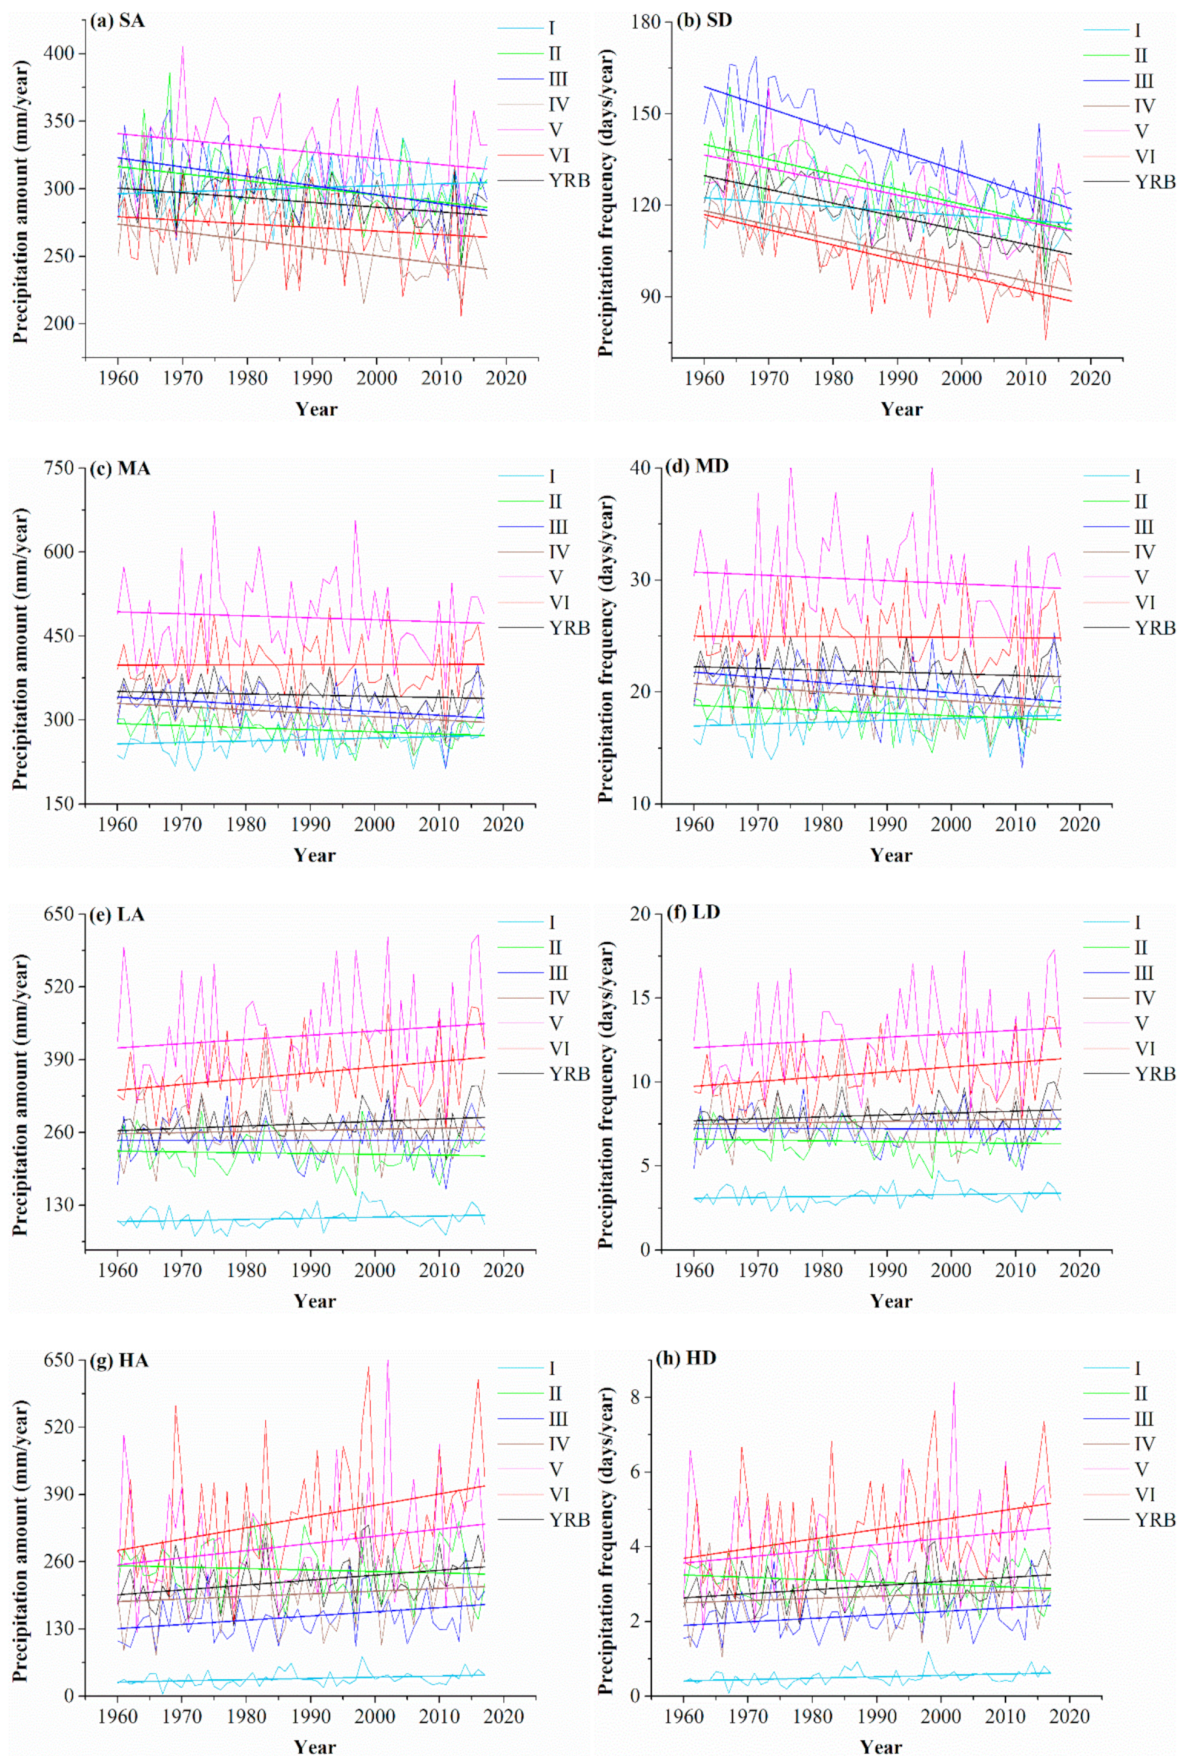 (a) SA
Precipitation amount (mm/year)
400
350
300
250
200
1960 1970 1980 1990 2000 2010 2020
Year
I
II
III
IV
V
VI
YRB
(b) SD
Precipitation frequency (days/year)
180
150
120
90
1960 1970 1980 1990 2000 2010 2020
Year
I
II
III
IV
V
VI
YRB
(c) MA
Precipitation amount (mm/year)
750
600
450
300
150
1960 1970 1980 1990 2000 2010 2020
Year
I
II
III
IV
V
VI
YRB
(d) MD
Precipitation frequency (days/year)
40
30
20
10
1960 1970 1980 1990 2000 2010 2020
Year
I
II
III
IV
V
VI
YRB
(e) LA
Precipitation amount (mm/year)
650
520
390
260
130
1960 1970 1980 1990 2000 2010 2020
Year
I
II
III
IV
V
VI
YRB
(f) LD
Precipitation frequency (days/year)
20
15
10
5
0
1960 1970 1980 1990 2000 2010 2020
Year
I
II
III
IV
V
VI
YRB
(g) HA
Precipitation amount (mm/year)
650
520
390
260
130
0
1960 1970 1980 1990 2000 2010 2020
Year
I
II
III
IV
V
VI
YRB
(h) HD
Precipitation frequency (days/year)
8
6
4
2
0
1960 1970 1980 1990 2000 2010 2020
Year
I
II
III
IV
V
VI
YRB